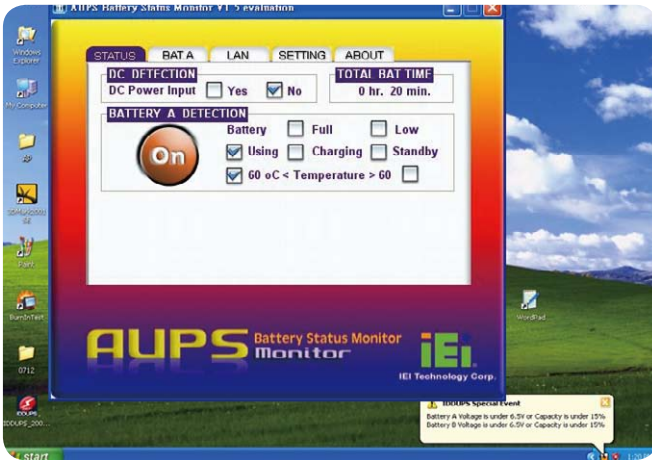 AUPS Battery Status Monitor V1.5 evaluation
Windows
Explorer
My Computer
AP
Paint
BurnInTest
0712
IDDUPS_200...
STATUS BAT A LAN SETTING ABOUT
DC DETECTION
DC Power Input Yes No
TOTAL BAT TIME
0 hr. 20 min.
BATTERY A DETECTION
On
Battery Full Low
Using Charging Standby
60 oC < Temperature > 60
AUPS Battery Status Monitor
Monitor
iEi
IEI Technology Corp.
WordPad
IDDUPS Special Event
Battery A Voltage is under 6.5V or Capacity is under 15%
Battery B Voltage is under 6.5V or Capacity is under 15%
start